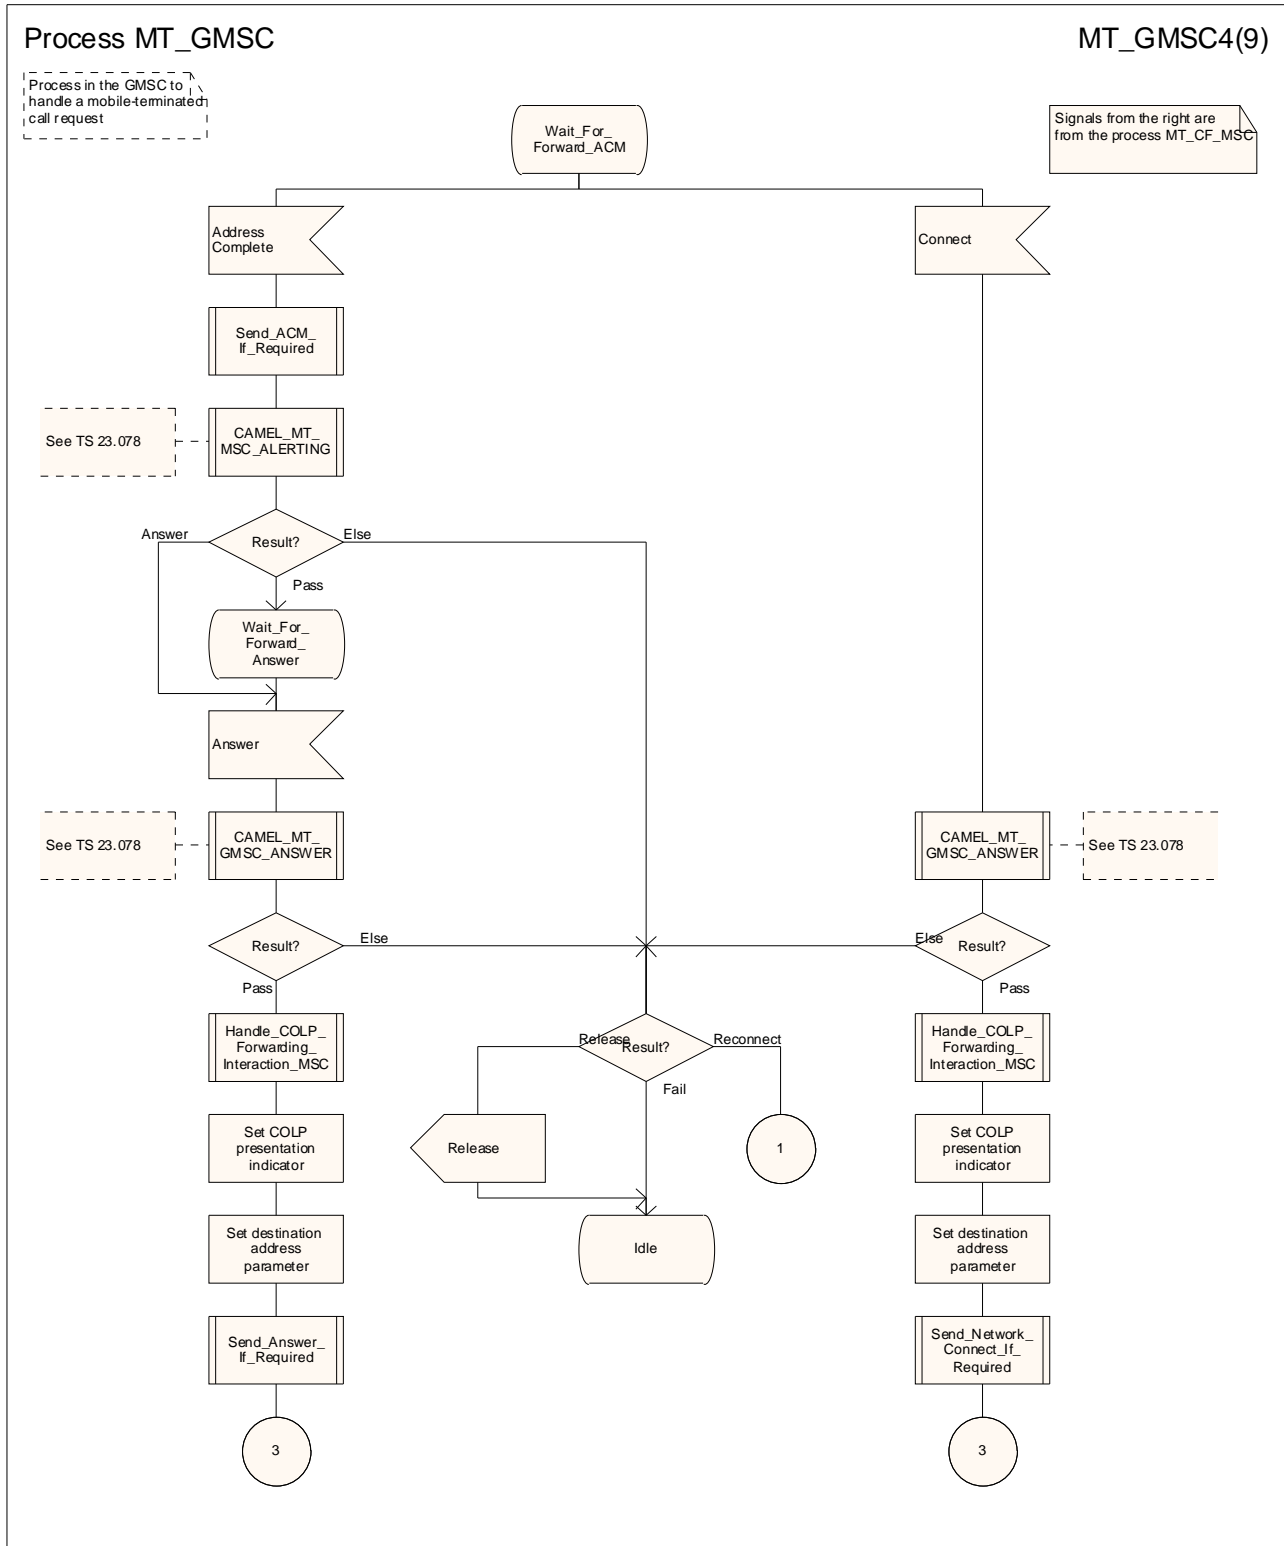 Process MT_GMSC
MT_GMSC4(9)
Process in the GMSC to
handle a mobile-terminated
call request
Wait_For_
Forward_ACM
Signals from the right are
from the process MT_CF_MSC
Address
Complete
Connect
Send_ACM_
If_Required
See TS 23.078
CAMEL_MT_
MSC_ALERTING
Answer
Result?
Else
Pass
Wait_For_
Forward_
Answer
Answer
See TS 23.078
CAMEL_MT_
GMSC_ANSWER
CAMEL_MT_
GMSC_ANSWER
See TS 23.078
Result?
Else
Else
Result?
Pass
Pass
Handle_COLP_
Forwarding_
Interaction_MSC
Release
Result?
Reconnect
Fail
Handle_COLP_
Forwarding_
Interaction_MSC
Set COLP
presentation
indicator
Release
1
Set COLP
presentation
indicator
Set destination
address
parameter
Idle
Set destination
address
parameter
Send_Answer_
If_Required
Send_Network_
Connect_If_
Required
3
3